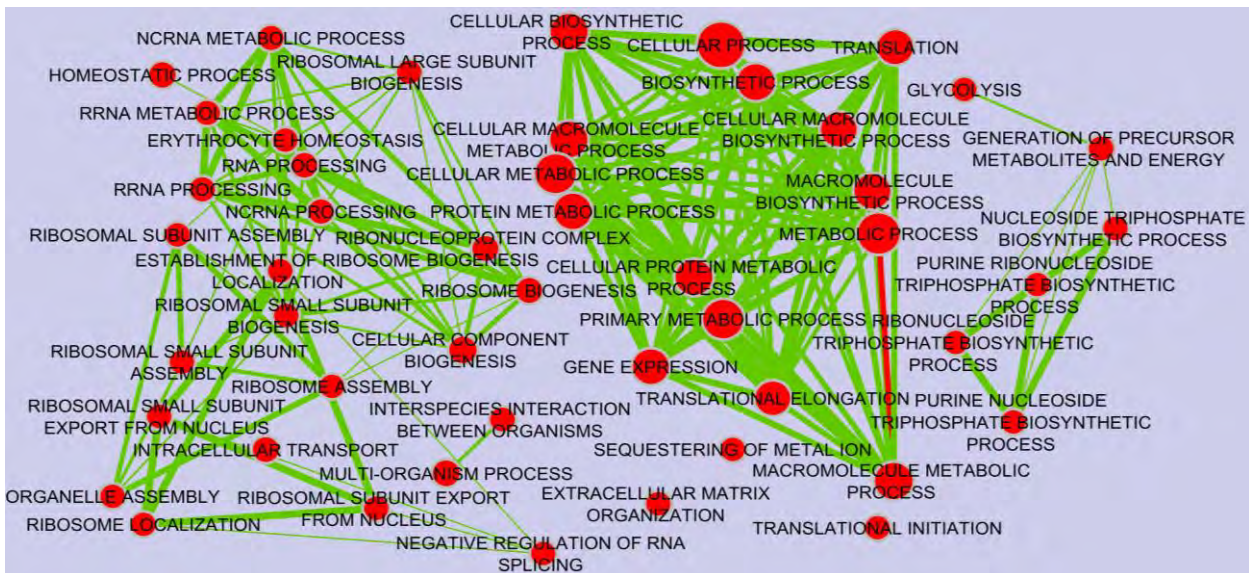 CELLULAR BIOSYNTHETIC
PROCESS
NCRNA METABOLIC PROCESS
CELLULAR PROCESS
TRANSLATION
RIBOSOMAL LARGE SUBUNIT
BIOGENESIS
HOMEOSTATIC PROCESS
BIOSYNTHETIC PROCESS
GLYCOLYSIS
RRNA METABOLIC PROCESS
CELLULAR MACROMOLECULE
METABOLIC PROCESS
CELLULAR MACROMOLECULE
BIOSYNTHETIC PROCESS
GENERATION OF PRECURSOR
METABOLITES AND ENERGY
ERYTHROCYTE HOMEOSTASIS
RNA PROCESSING
CELLULAR METABOLIC PROCESS
MACROMOLECULE
BIOSYNTHETIC PROCESS
RRNA PROCESSING
NCRNA PROCESSING
PROTEIN METABOLIC PROCESS
METABOLIC PROCESS
NUCLEOSIDE TRIPHOSPHATE
BIOSYNTHETIC PROCESS
RIBOSOMAL SUBUNIT ASSEMBLY
RIBONUCLEOPROTEIN COMPLEX
BIOGENESIS
ESTABLISHMENT OF RIBOSOME
LOCALIZATION
CELLULAR PROTEIN METABOLIC
PROCESS
PURINE RIBONUCLEOSIDE
TRIPHOSPHATE BIOSYNTHETIC
PROCESS
RIBOSOME BIOGENESIS
RIBOSOMAL SMALL SUBUNIT
BIOGENESIS
PRIMARY METABOLIC PROCESS
RIBONUCLEOSIDE
TRIPHOSPHATE BIOSYNTHETIC
PROCESS
CELLULAR COMPONENT
BIOGENESIS
RIBOSOMAL SMALL SUBUNIT
ASSEMBLY
GENE EXPRESSION
RIBOSOME ASSEMBLY
TRANSLATIONAL ELONGATION
PURINE NUCLEOSIDE
TRIPHOSPHATE BIOSYNTHETIC
PROCESS
RIBOSOMAL SMALL SUBUNIT
EXPORT FROM NUCLEUS
INTERSPECIES INTERACTION
BETWEEN ORGANISMS
INTRACELLULAR TRANSPORT
SEQUESTERING OF METAL ION
MULTI-ORGANISM PROCESS
MACROMOLECULE METABOLIC
PROCESS
ORGANELLE ASSEMBLY
RIBOSOMAL SUBUNIT EXPORT
FROM NUCLEUS
EXTRACELLULAR MATRIX
ORGANIZATION
RIBOSOME LOCALIZATION
TRANSLATIONAL INITIATION
NEGATIVE REGULATION OF RNA
SPLICING